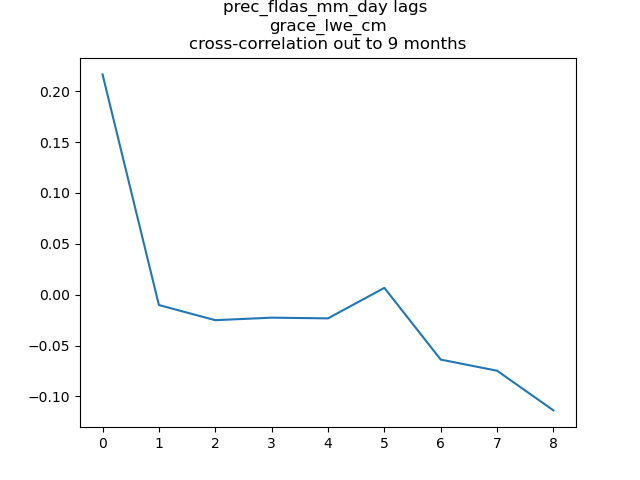 prec_fldas_mm_day lags
grace_lwe_cm
cross-correlation out to 9 months
0.20
0.15
0.10
0.05
0.00
−0.05
−0.10
0 1 2 3 4 5 6 7 8